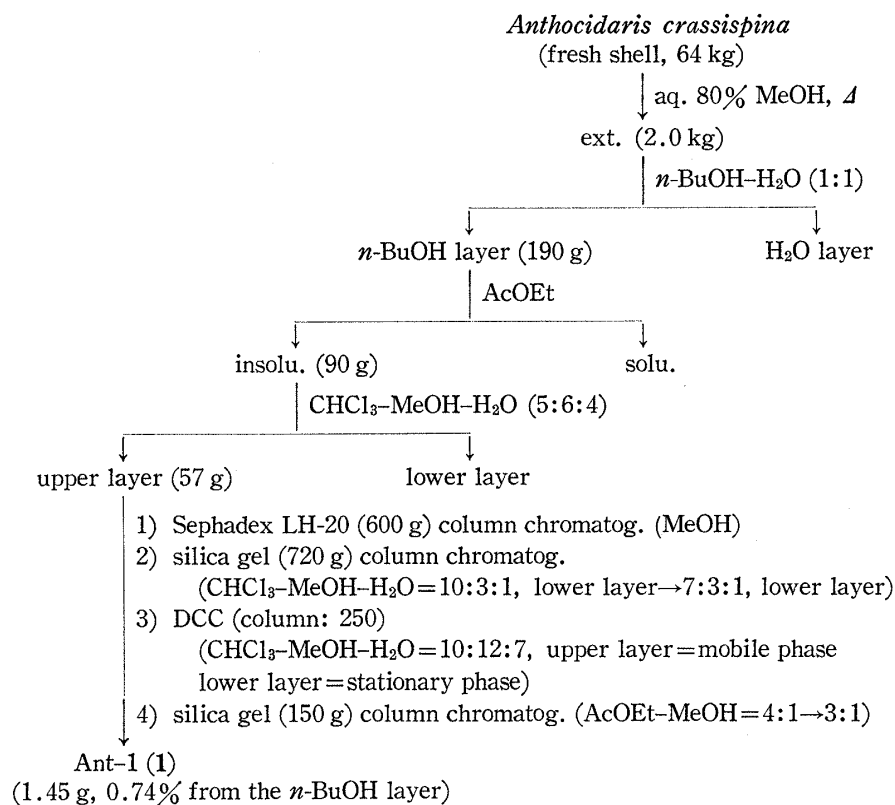 Anthocidaris crassispina
(fresh shell, 64 kg)
aq. 80% MeOH, Δ
ext. (2.0 kg)
n-BuOH–H₂O (1:1)
n-BuOH layer (190 g) H₂O layer
AcOEt
insolu. (90 g) solu.
CHCl₃–MeOH–H₂O (5:6:4)
upper layer (57 g) lower layer
1) Sephadex LH-20 (600 g) column chromatog. (MeOH)
2) silica gel (720 g) column chromatog.
(CHCl₃–MeOH–H₂O=10:3:1, lower layer→7:3:1, lower layer)
3) DCC (column: 250)
(CHCl₃–MeOH–H₂O=10:12:7, upper layer=mobile phase
lower layer=stationary phase)
4) silica gel (150 g) column chromatog. (AcOEt–MeOH=4:1→3:1)
Ant–1 (1)
(1.45 g, 0.74% from the n-BuOH layer)